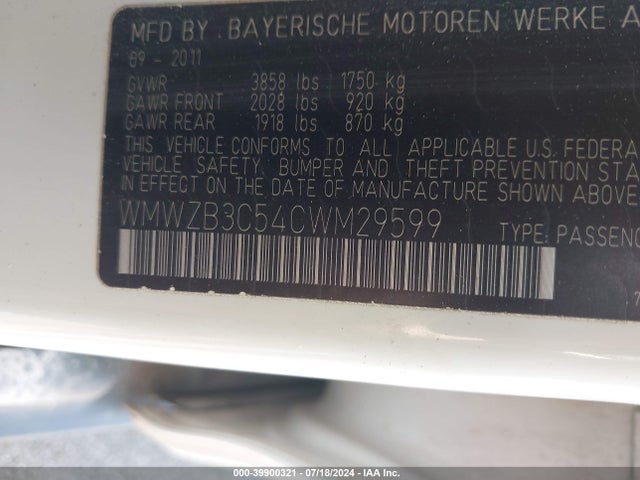 MFD BY BAYERISCHE MOTOREN WERKE A
09 - 2011
GVWR 3858 lbs 1750 kg
GAWR FRONT 2028 lbs 920 kg
GAWR REAR 1918 lbs 870 kg
THIS VEHICLE CONFORMS TO ALL APPLICABLE U.S. FEDERA
VEHICLE SAFETY, BUMPER AND THEFT PREVENTION STA
IN EFFECT ON THE DATE OF MANUFACTURE SHOWN ABOVE
WMWZB3C54CWM29599 TYPE: PASSENG
7
000-39900321 - 07/18/2024 - IAA Inc.